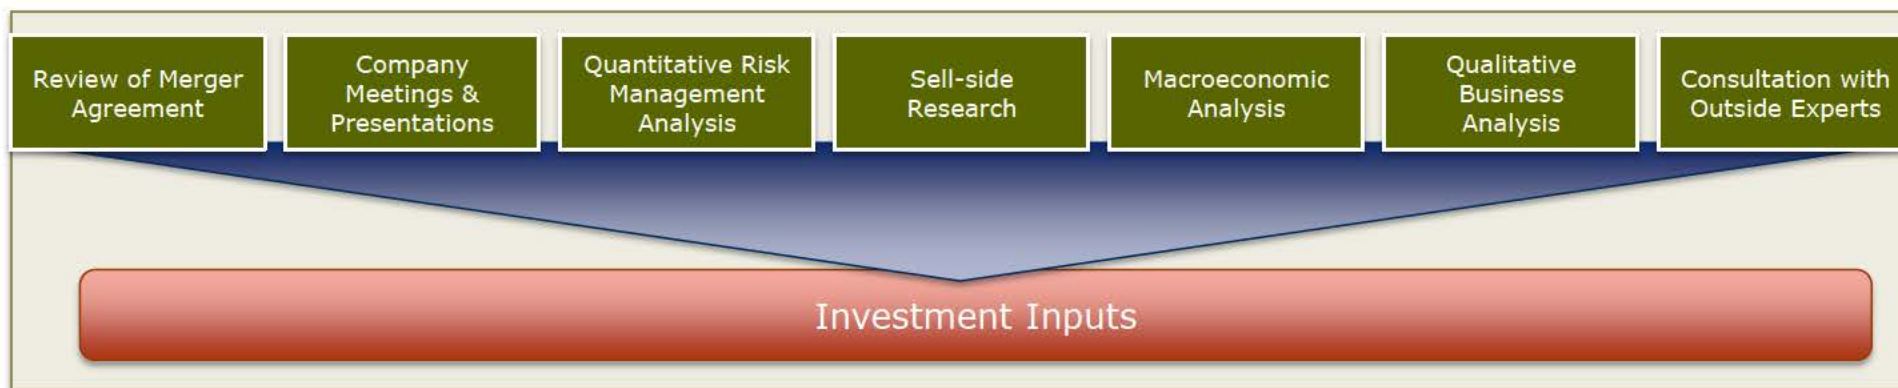 Review of Merger
Agreement
Company
Meetings &
Presentations
Quantitative Risk
Management
Analysis
Sell-side
Research
Macroeconomic
Analysis
Qualitative
Business
Analysis
Consultation with
Outside Experts
Investment Inputs